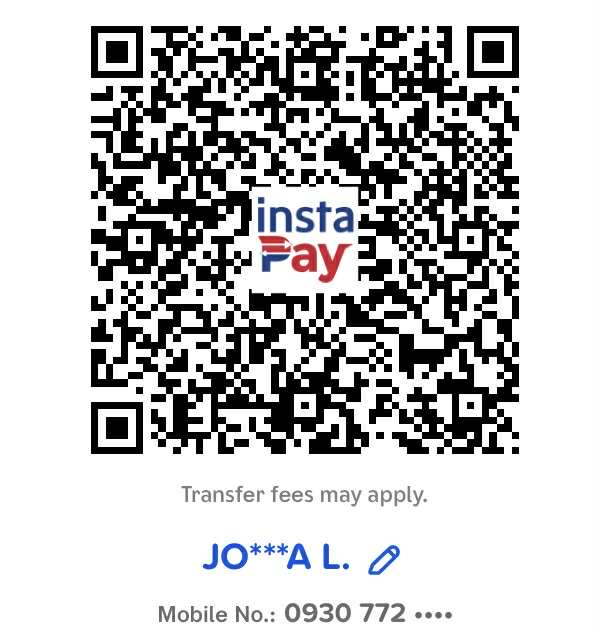 insta
Pay
Transfer fees may apply.
JO***A L.
Mobile No.: 0930 772 ••••